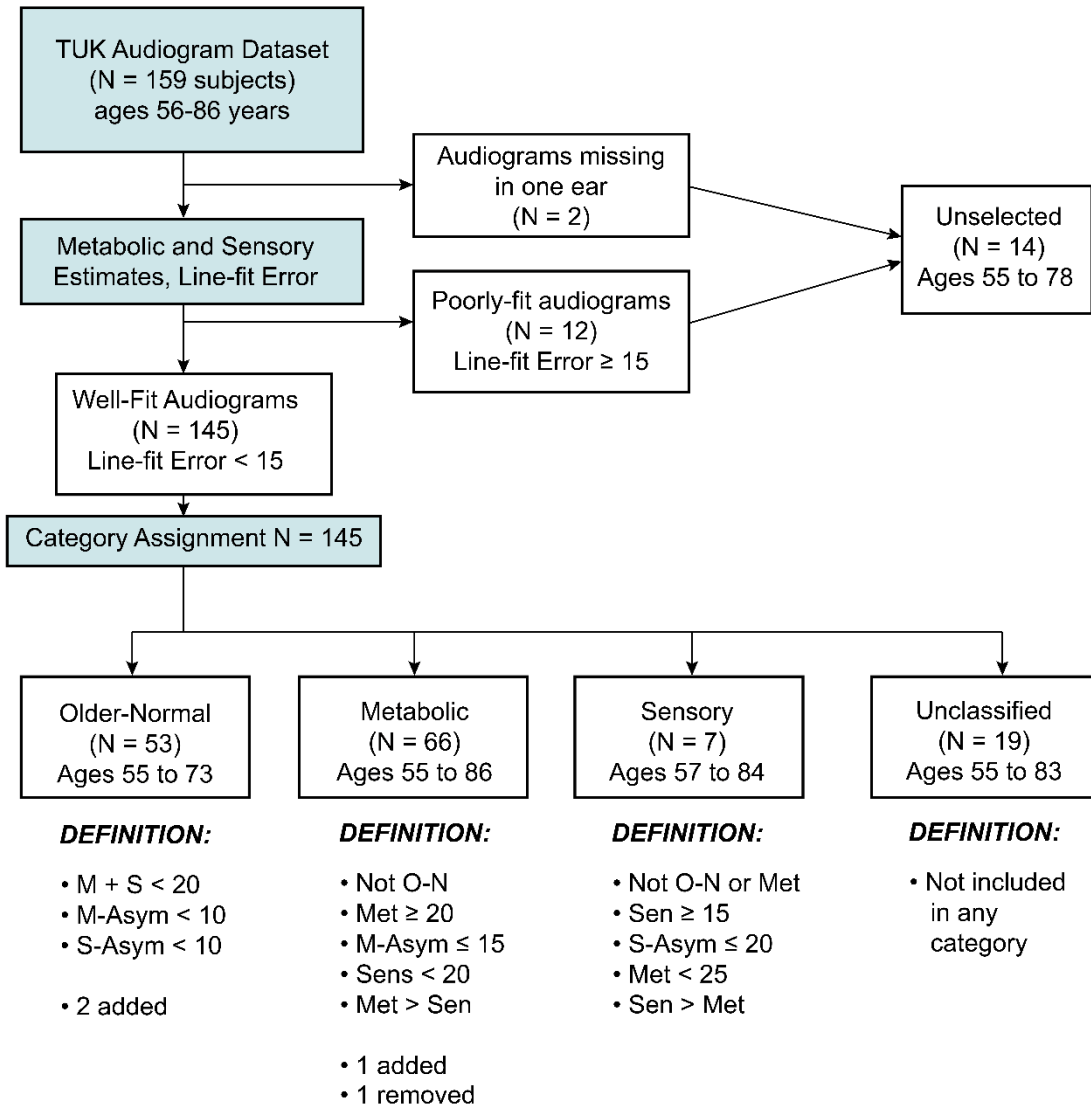 TUK Audiogram Dataset
(N = 159 subjects)
ages 56-86 years
Audiograms missing
in one ear
(N = 2)
Unselected
(N = 14)
Ages 55 to 78
Metabolic and Sensory
Estimates, Line-fit Error
Poorly-fit audiograms
(N = 12)
Line-fit Error ≥ 15
Well-Fit Audiograms
(N = 145)
Line-fit Error < 15
Category Assignment N = 145
Older-Normal
(N = 53)
Ages 55 to 73
DEFINITION:
• M + S < 20
• M-Asym < 10
• S-Asym < 10
• 2 added
Metabolic
(N = 66)
Ages 55 to 86
DEFINITION:
• Not O-N
• Met ≥ 20
• M-Asym ≤ 15
• Sens < 20
• Met > Sen
• 1 added
• 1 removed
Sensory
(N = 7)
Ages 57 to 84
DEFINITION:
• Not O-N or Met
• Sen ≥ 15
• S-Asym ≤ 20
• Met < 25
• Sen > Met
Unclassified
(N = 19)
Ages 55 to 83
DEFINITION:
• Not included
in any
category